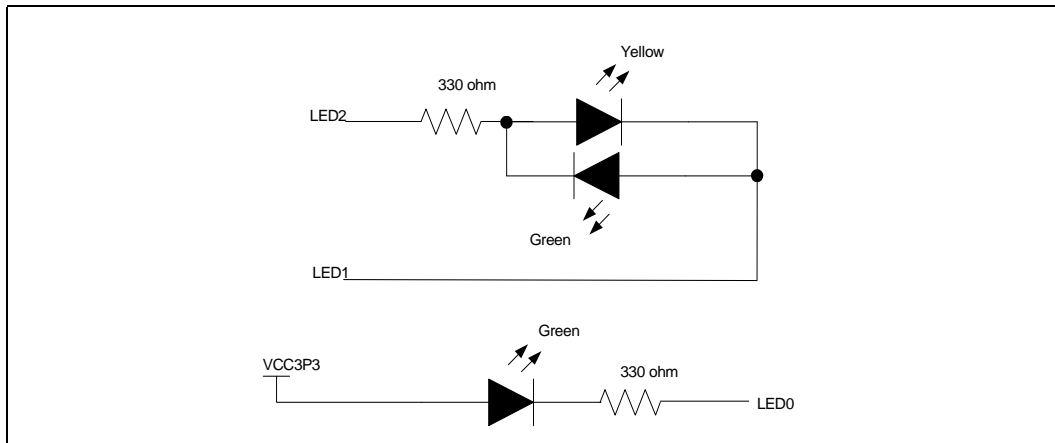 Yellow
330 ohm
LED2
Green
LED1
Green
VCC3P3
330 ohm
LED0